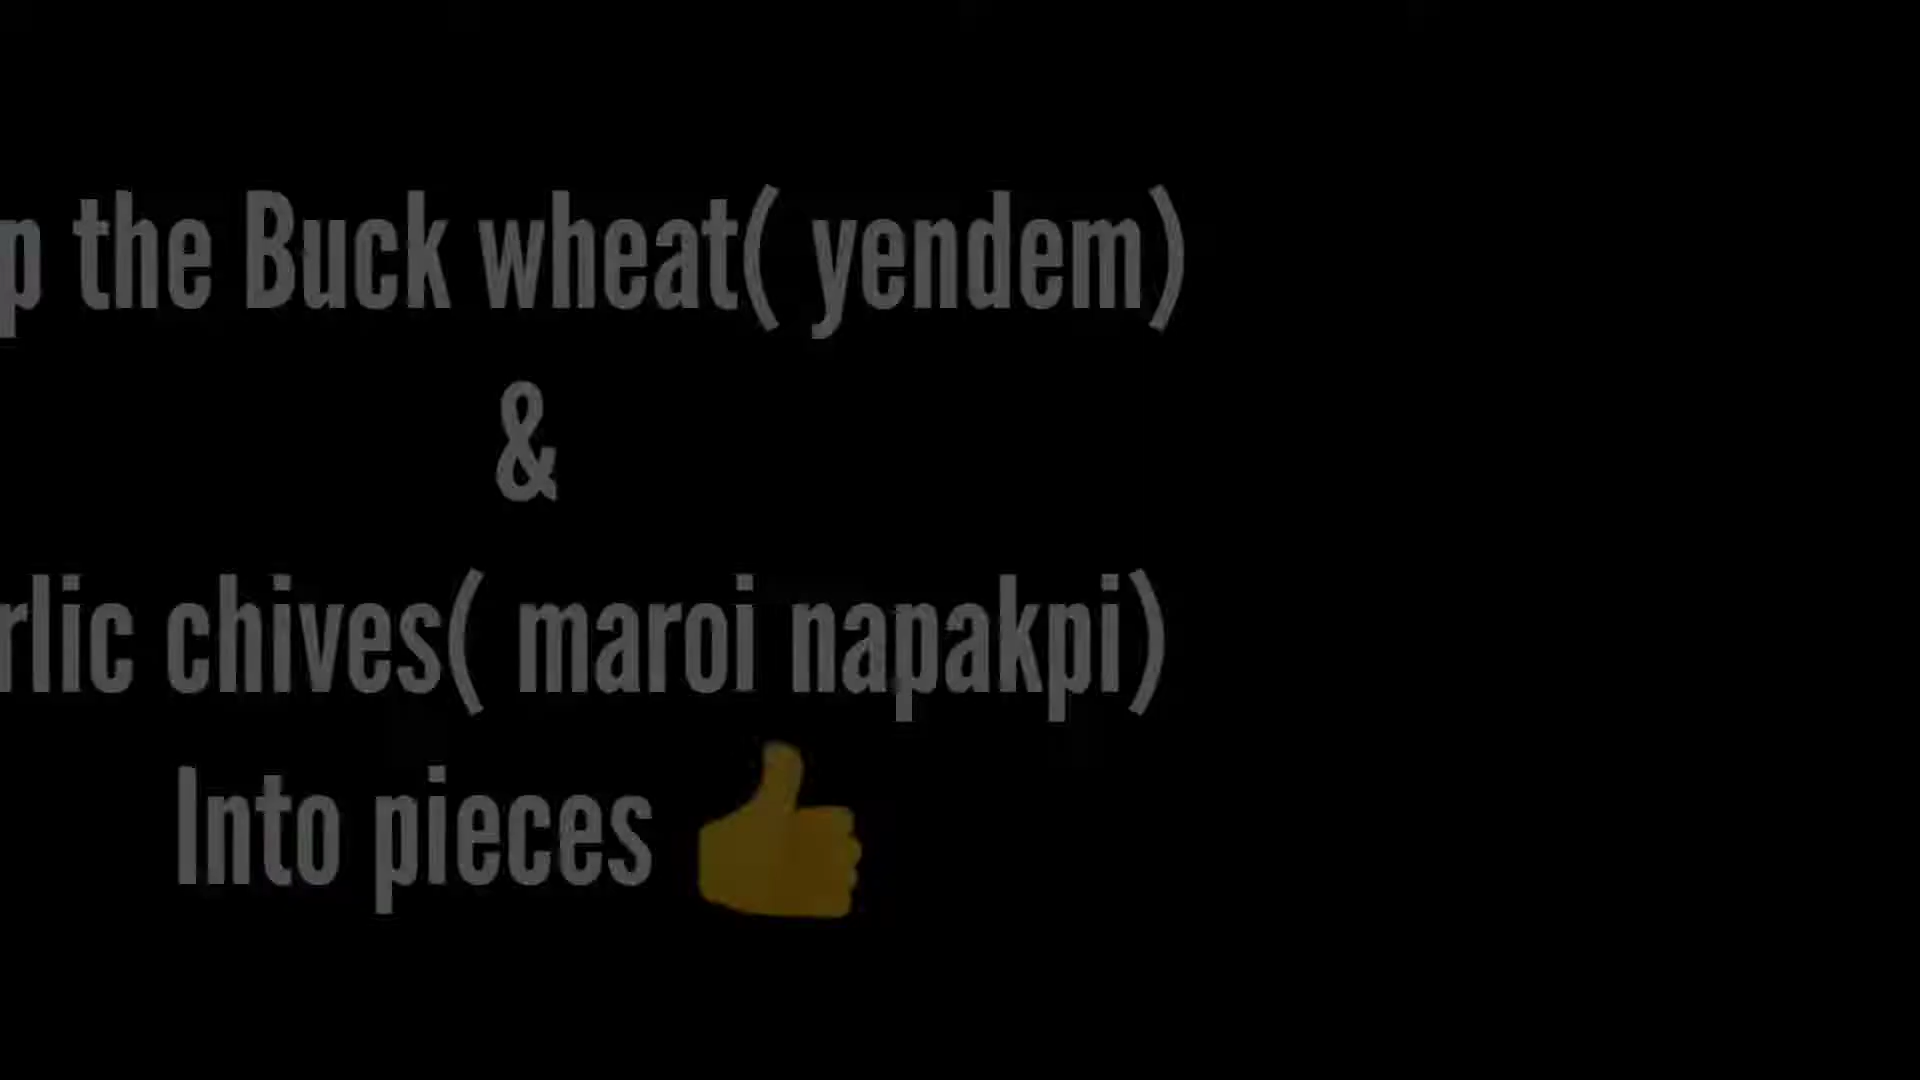 p the Buck wheat( yendem)
&
rlic chives( maroi napakpi)
Into pieces 👍